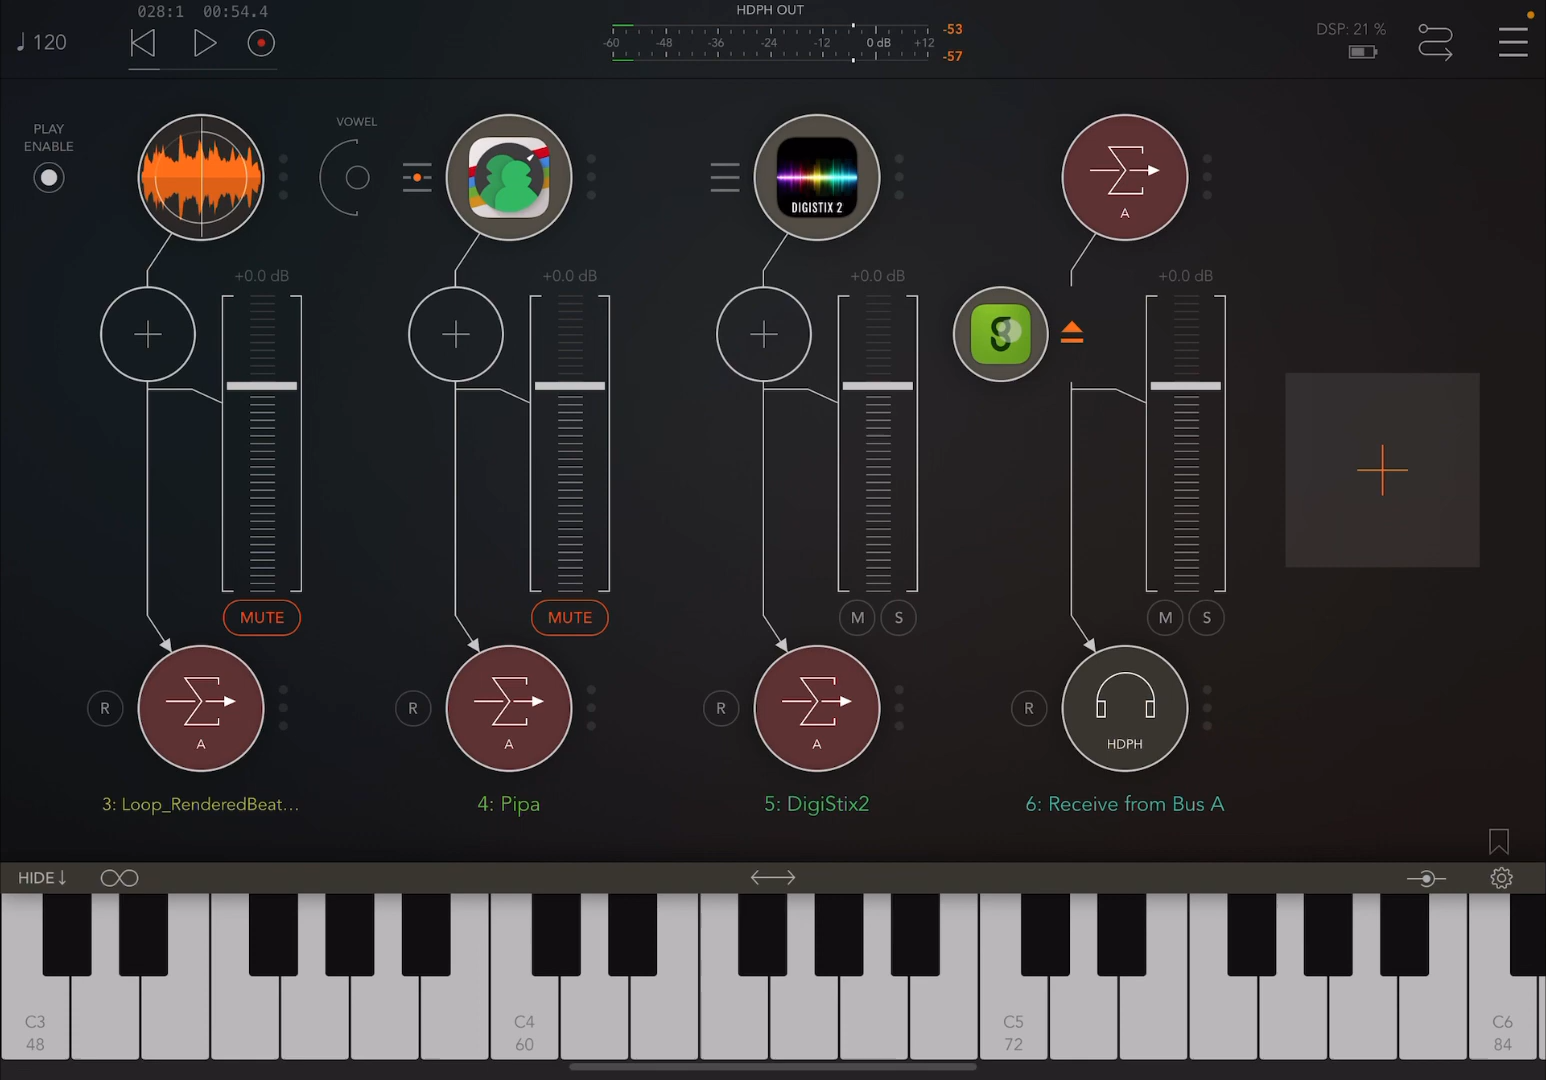 028:1 00:54.4
HDPH OUT
♩ 120
-60 -48 -36 -24 -12 0 dB +12
-53
-57
DSP: 21 %
PLAY
ENABLE
VOWEL
DIGISTIX 2
A
+0.0 dB
+0.0 dB
+0.0 dB
+0.0 dB
8
MUTE
MUTE
M S
M S
R
A
R
A
R
A
R
HDPH
3: Loop_RenderedBeat...
4: Pipa
5: DigiStix2
6: Receive from Bus A
HIDE↓
C3
48
C4
60
C5
72
C6
84